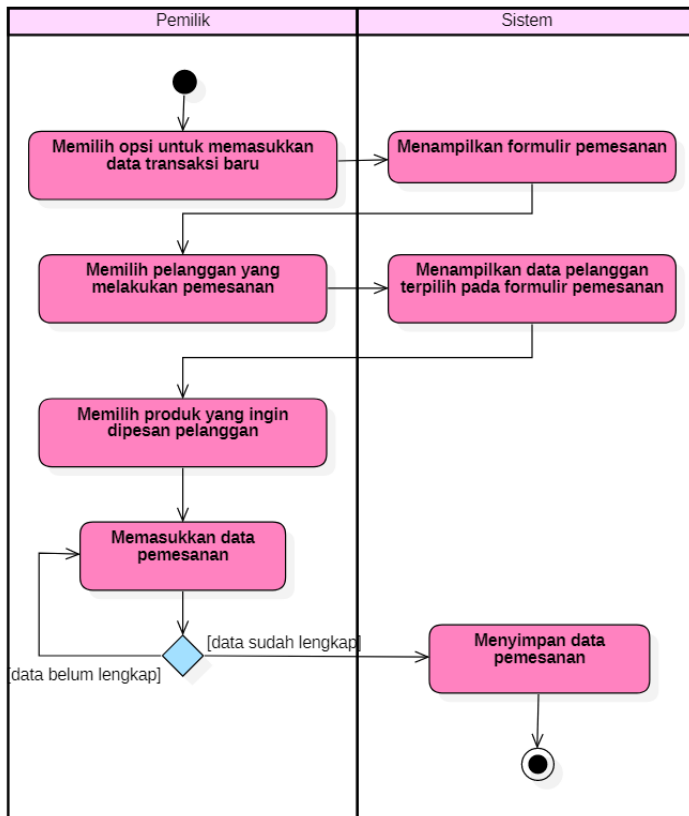 Pemilik
Sistem
Memilih opsi untuk memasukkan
data transaksi baru
Menampilkan formulir pemesanan
Memilih pelanggan yang
melakukan pemesanan
Menampilkan data pelanggan
terpilih pada formulir pemesanan
Memilih produk yang ingin
dipesan pelanggan
Memasukkan data
pemesanan
[data sudah lengkap]
[data belum lengkap]
Menyimpan data
pemesanan